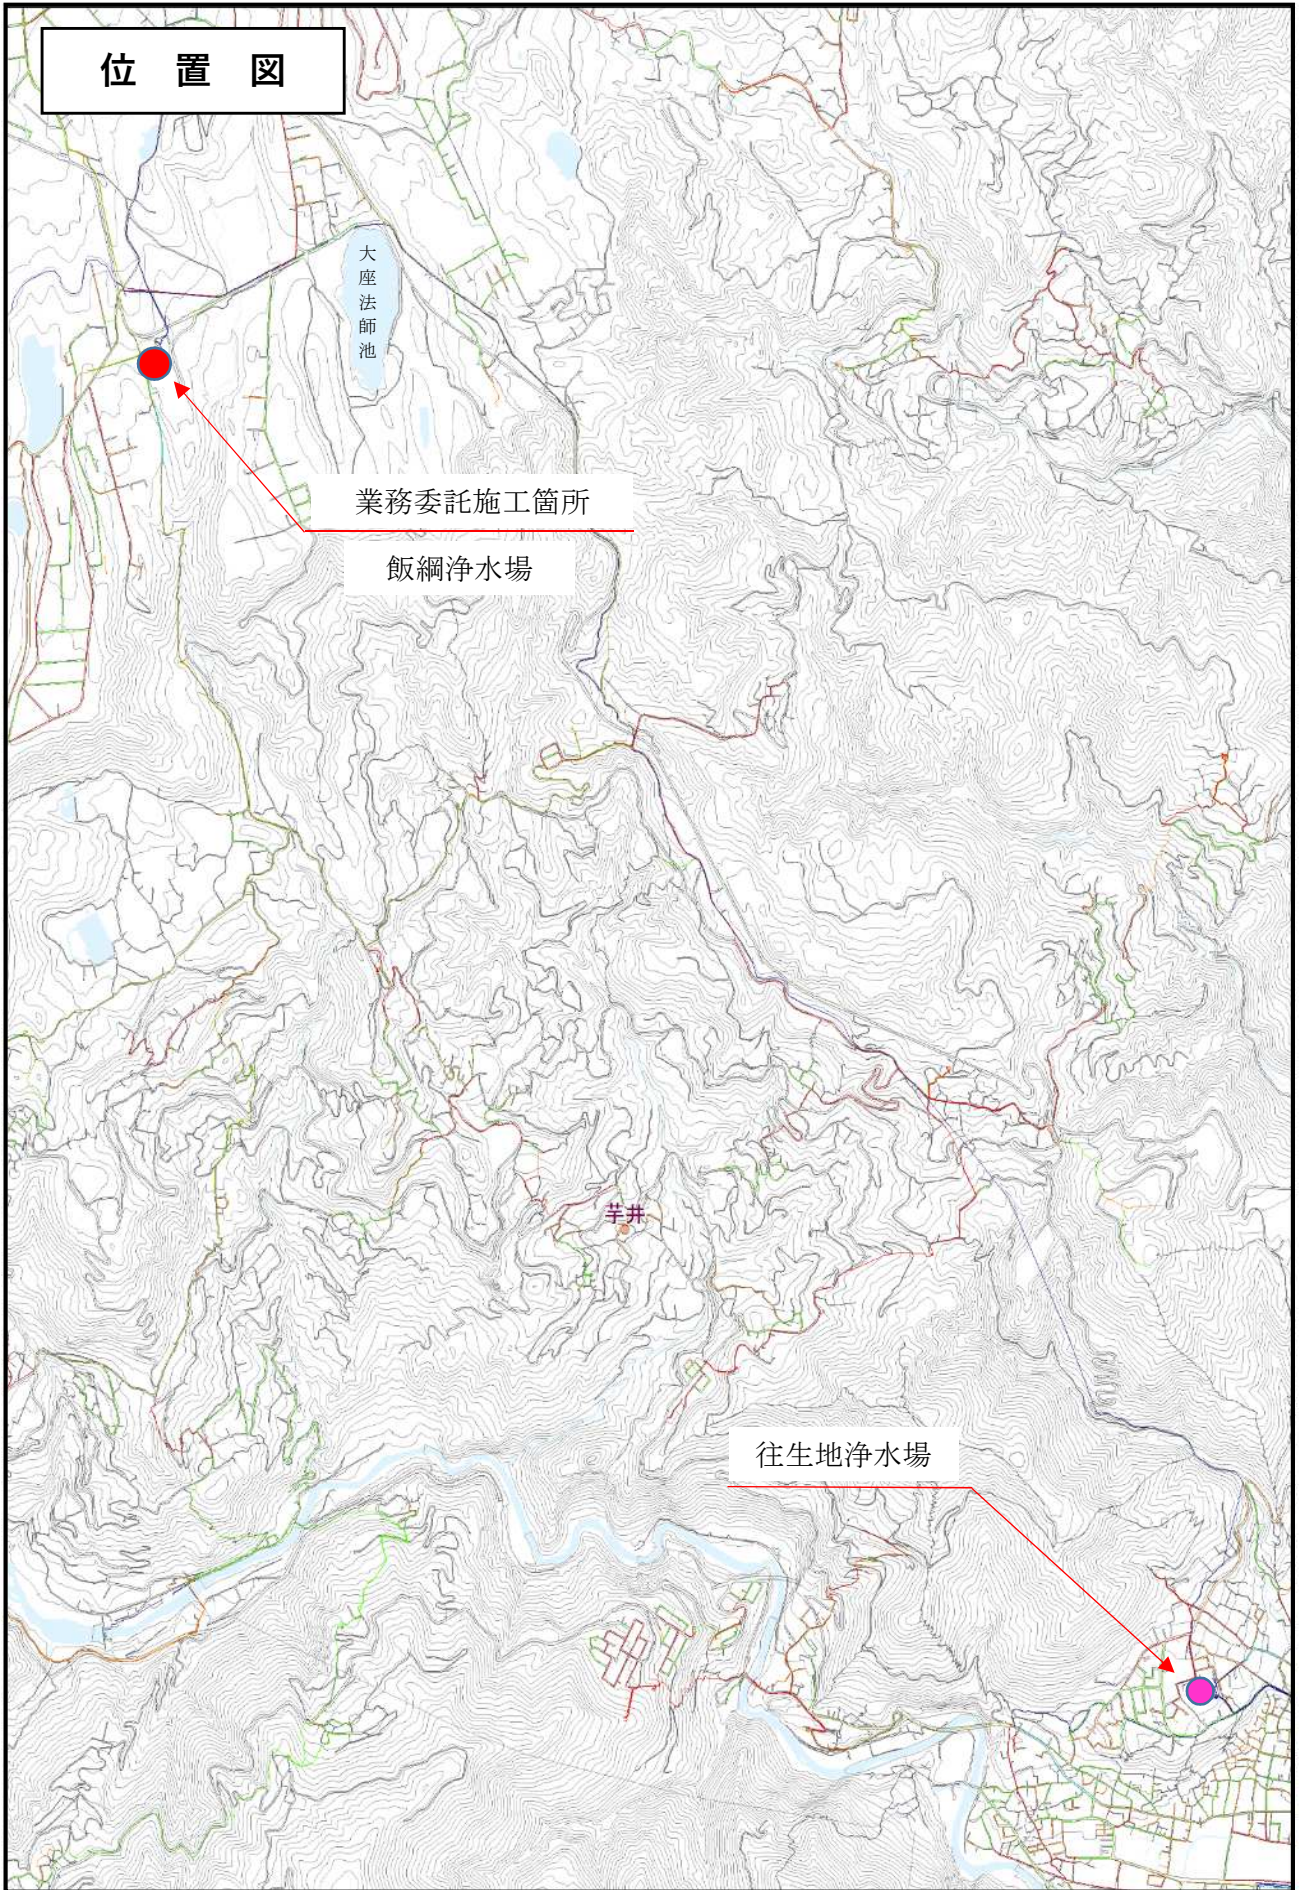 位置図
大座法師池
業務委託施工箇所
飯綱浄水場
芋井
往生地浄水場